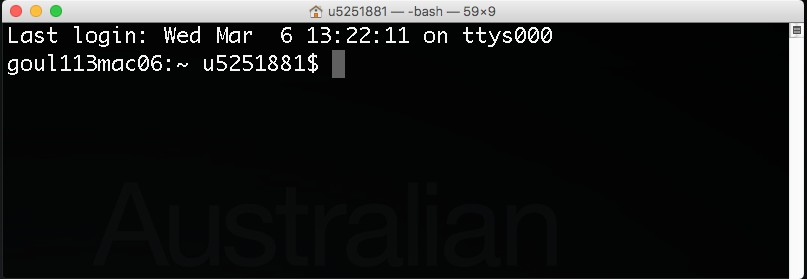 u5251881 — -bash — 59×9
Last login: Wed Mar  6 13:22:11 on ttys000
goul113mac06:~ u5251881$
Australian